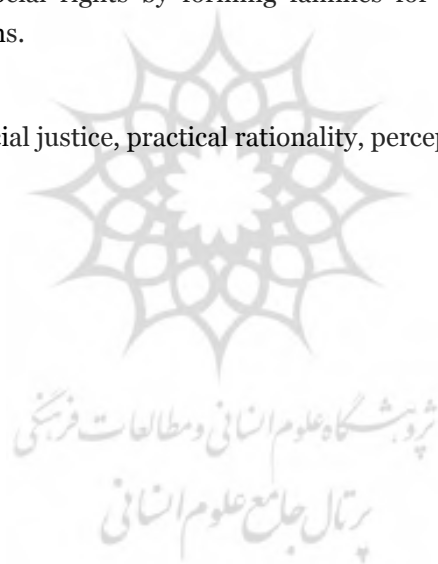 cial rights by forming families for
ns.
cial justice, practical rationality, percep
پژوهشگاه علوم انسانی و مطالعات فرهنگی
پرتال جامع علوم انسانی